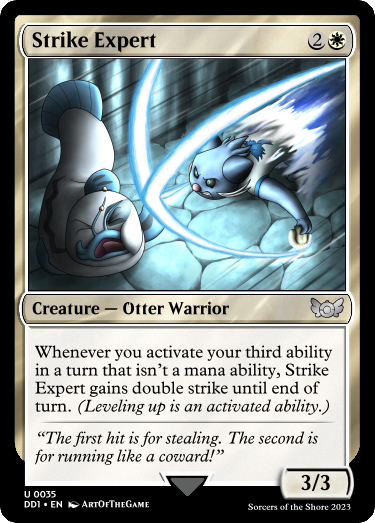 Strike Expert 2
Creature — Otter Warrior
Whenever you activate your third ability
in a turn that isn't a mana ability, Strike
Expert gains double strike until end of
turn. (Leveling up is an activated ability.)
“The first hit is for stealing. The second is
for running like a coward!”
3/3
U 0035
DD1 • EN ArtOfTheGame
Sorcers of the Shore 2023